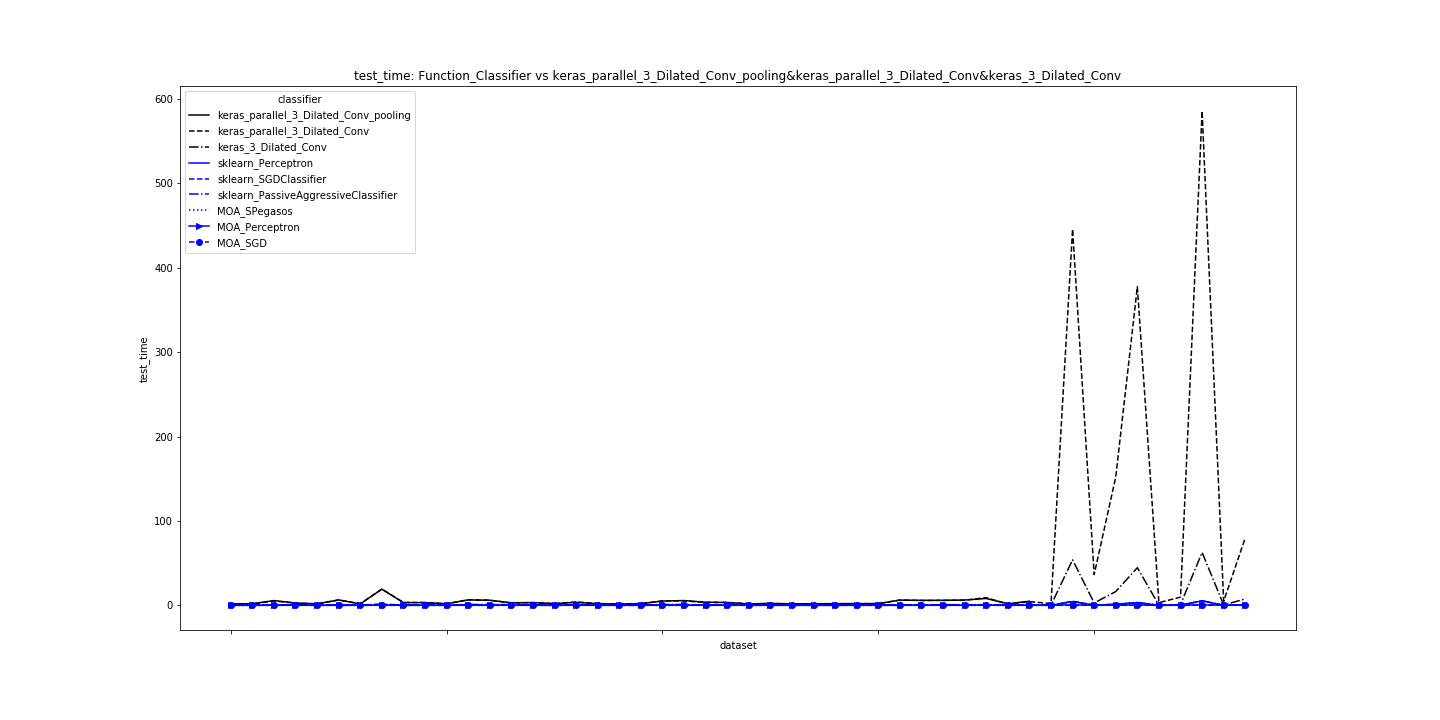 test_time: Function_Classifier vs keras_parallel_3_Dilated_Conv_pooling&keras_parallel_3_Dilated_Conv&keras_3_Dilated_Conv
classifier
keras_parallel_3_Dilated_Conv_pooling
keras_parallel_3_Dilated_Conv
keras_3_Dilated_Conv
sklearn_Perceptron
sklearn_SGDClassifier
sklearn_PassiveAggressiveClassifier
MOA_SPegasos
MOA_Perceptron
MOA_SGD
600
500
400
300
200
100
0
test_time
dataset